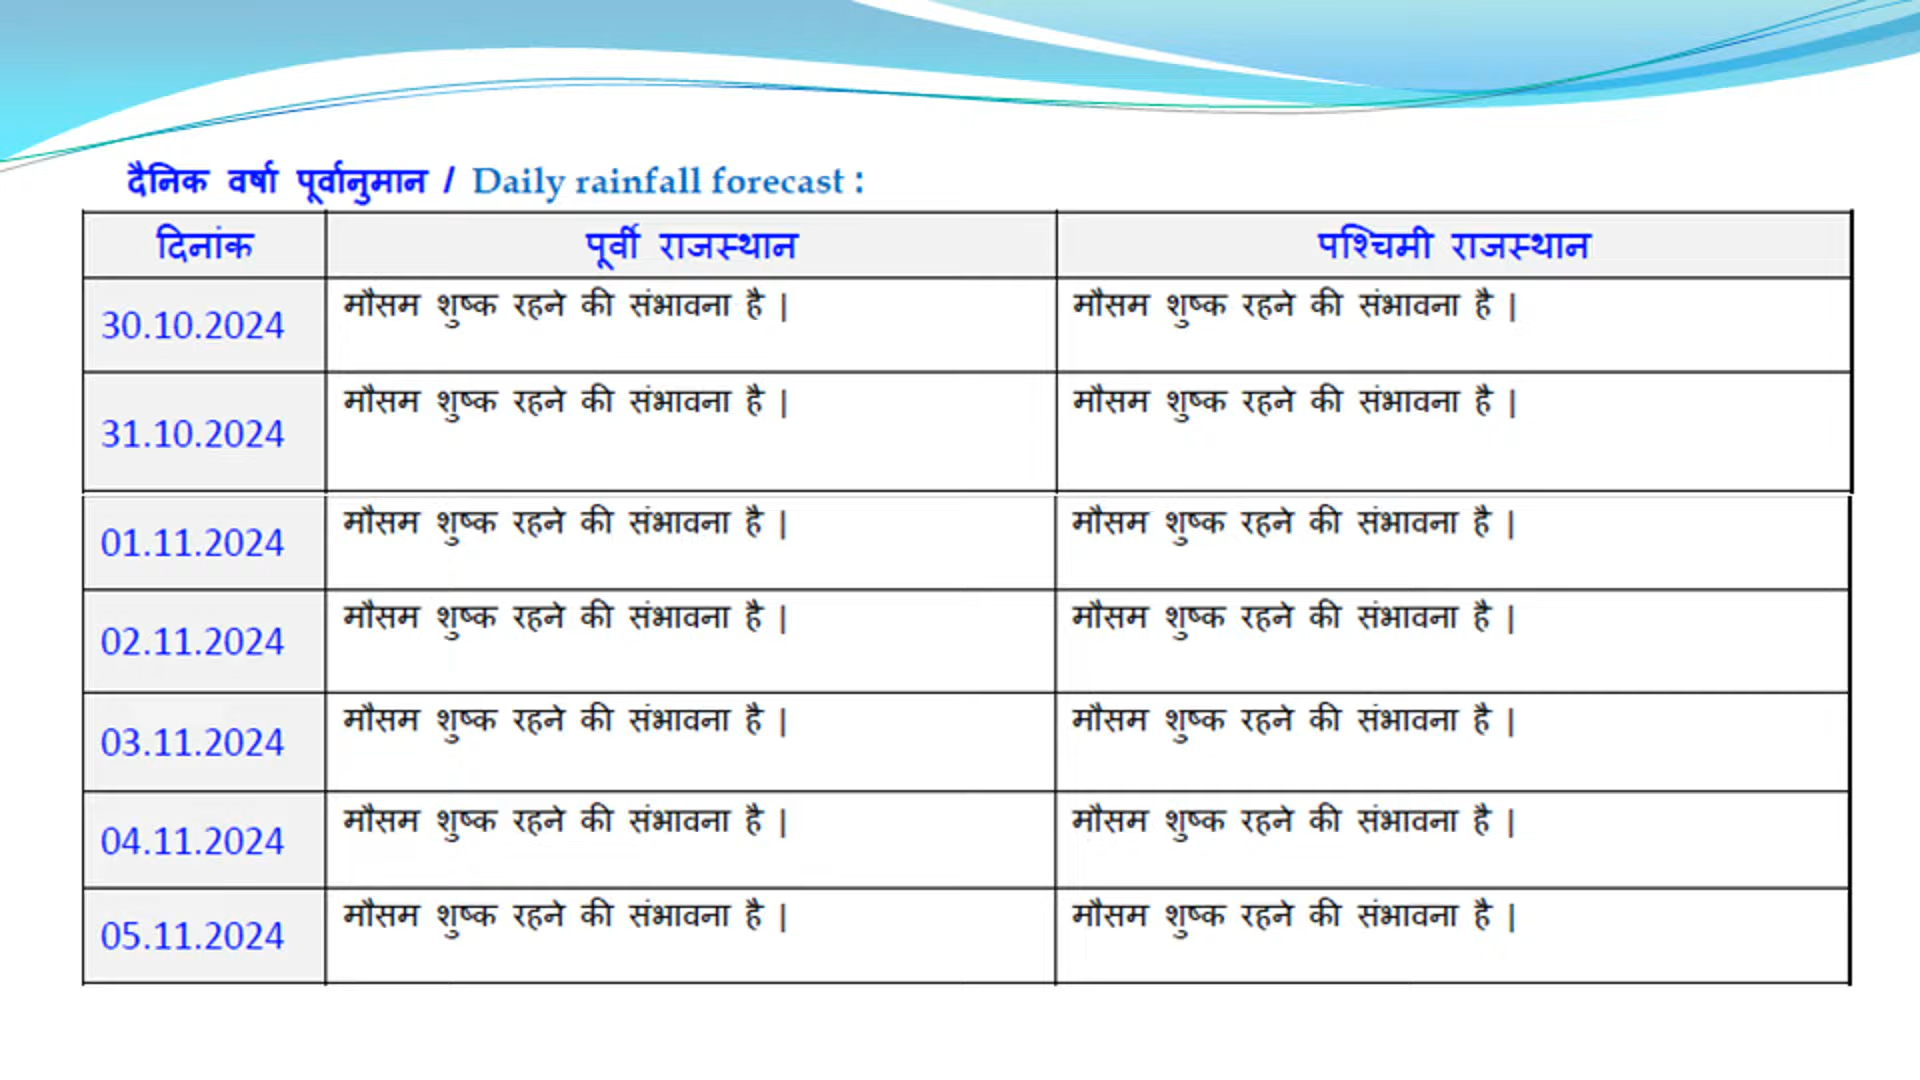 दैनिक वर्षा पूर्वानुमान / Daily rainfall forecast :
दिनांक पूर्वी राजस्थान पश्चिमी राजस्थान
30.10.2024 मौसम शुष्क रहने की संभावना है | मौसम शुष्क रहने की संभावना है |
31.10.2024 मौसम शुष्क रहने की संभावना है | मौसम शुष्क रहने की संभावना है |
01.11.2024 मौसम शुष्क रहने की संभावना है | मौसम शुष्क रहने की संभावना है |
02.11.2024 मौसम शुष्क रहने की संभावना है | मौसम शुष्क रहने की संभावना है |
03.11.2024 मौसम शुष्क रहने की संभावना है | मौसम शुष्क रहने की संभावना है |
04.11.2024 मौसम शुष्क रहने की संभावना है | मौसम शुष्क रहने की संभावना है |
05.11.2024 मौसम शुष्क रहने की संभावना है | मौसम शुष्क रहने की संभावना है |